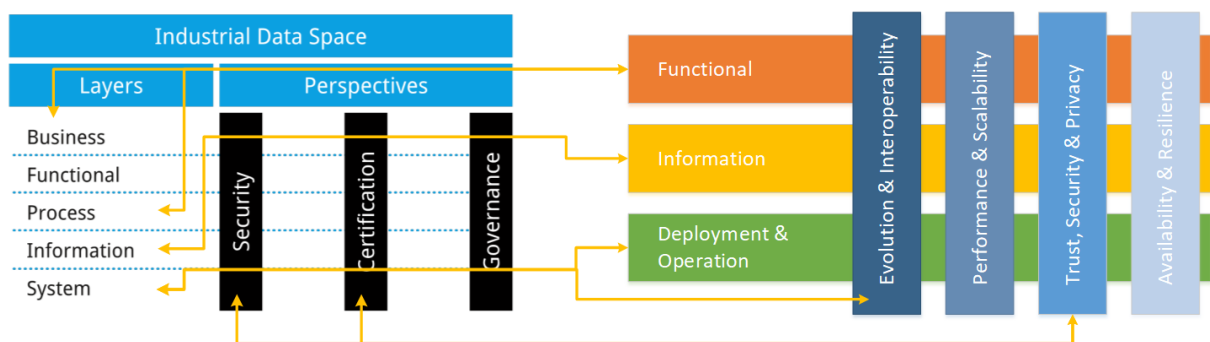 Industrial Data Space
Layers
Perspectives
Business
Functional
Process
Information
System
Security
Certification
Governance
Functional
Information
Deployment &
Operation
Evolution & Interoperability
Performance & Scalability
Trust, Security & Privacy
Availability & Resilience